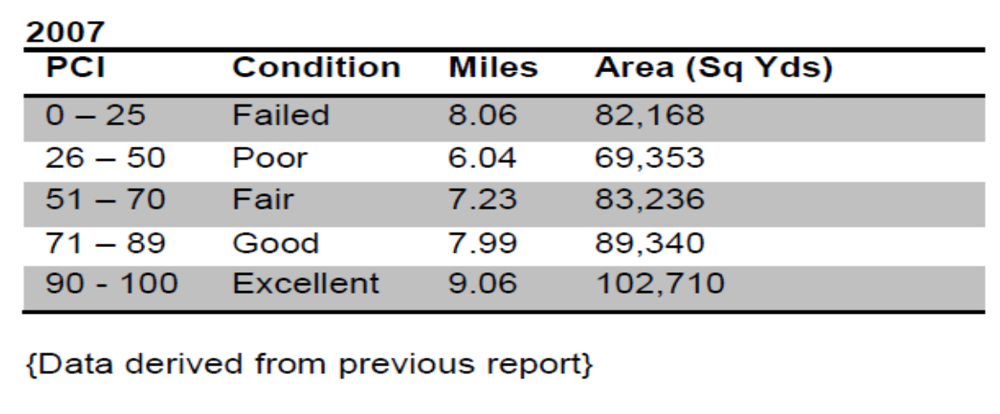 2007
PCI Condition Miles Area (Sq Yds)
0 – 25 Failed 8.06 82,168
26 – 50 Poor 6.04 69,353
51 – 70 Fair 7.23 83,236
71 – 89 Good 7.99 89,340
90 - 100 Excellent 9.06 102,710
{Data derived from previous report}